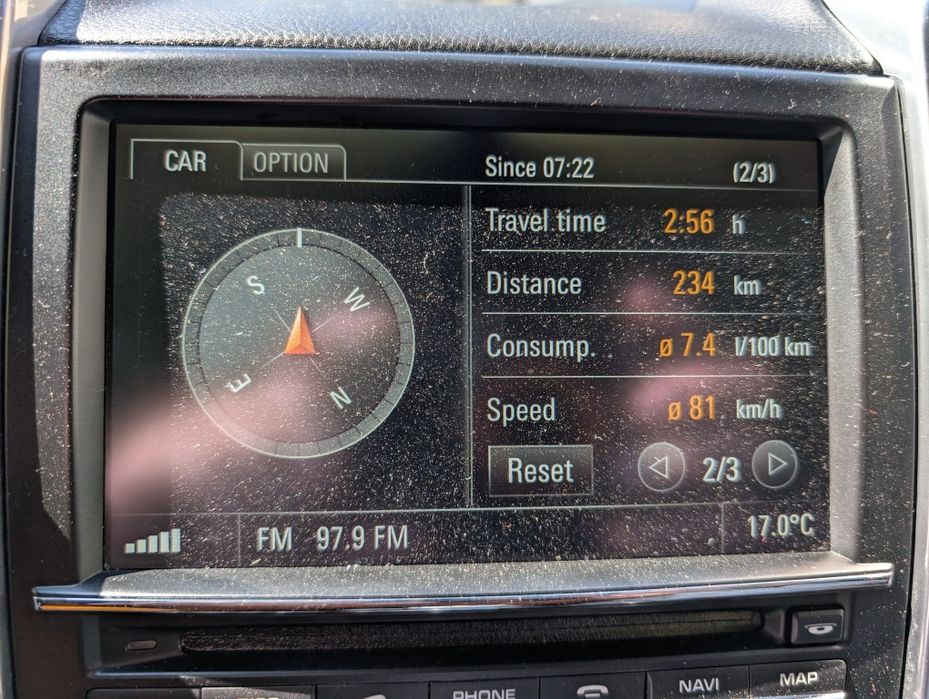 CAR OPTION Since 07:22 (2/3)
Travel time 2:56 h
Distance 234 km
Consump. ø 7.4 l/100 km
Speed ø 81 km/h
S W
E N
Reset 2/3
FM 97.9 FM 17.0°C
PHONE NAVI MAP